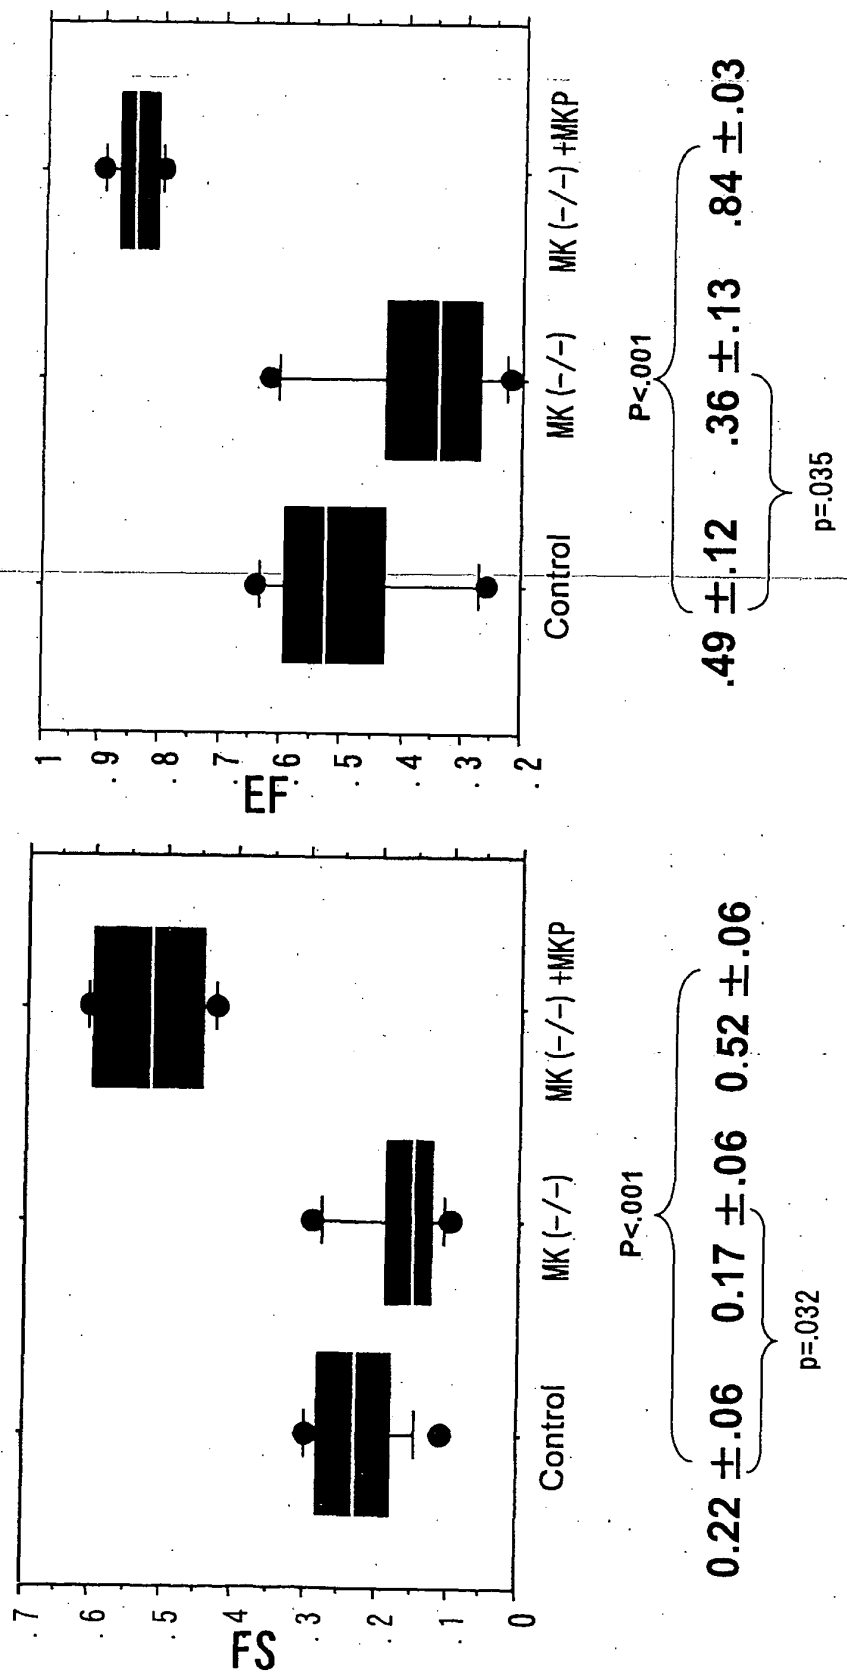 .7
.6
.5
.4
.3
.2
.1
0
FS
Control
MK (−/−)
MK (−/−) +MKP
P<.001
0.22 ±.06
0.17 ±.06
0.52 ±.06
p=.032
1
.9
.8
.7
.6
.5
.4
.3
.2
EF
Control
MK (−/−)
MK (−/−) +MKP
P<.001
.49 ±.12
.36 ±.13
.84 ±.03
p=.035